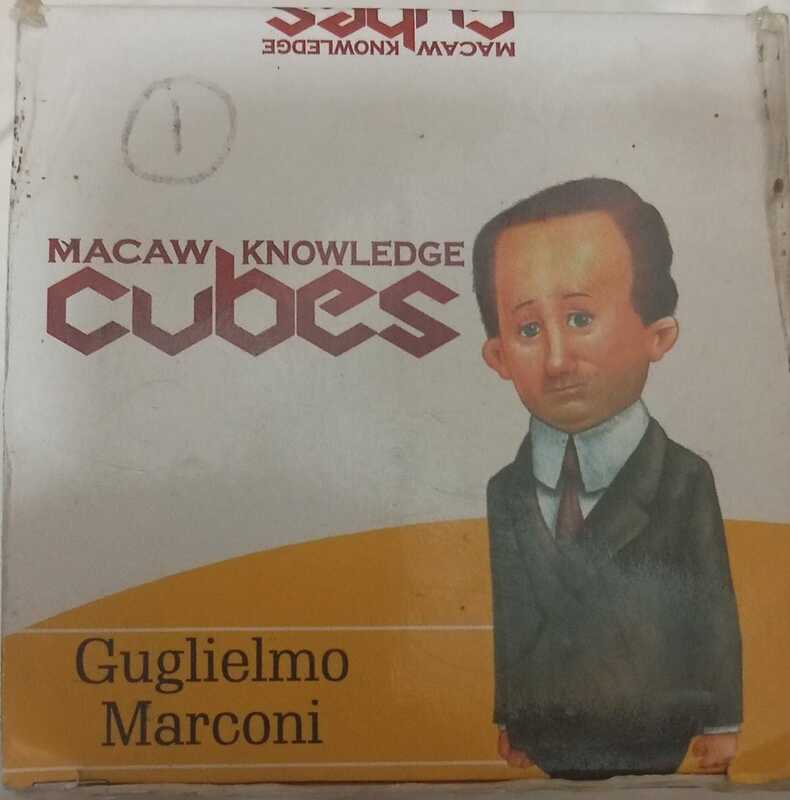 MACAW KNOWLEDGE
cubes
1
MACAW KNOWLEDGE
cubes
Guglielmo
Marconi